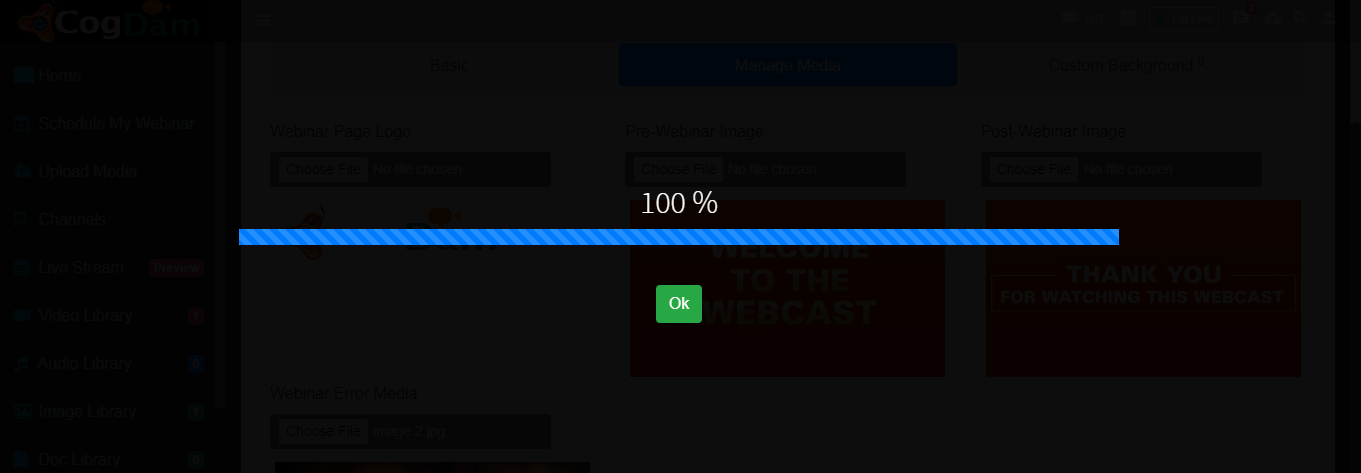 CogDam
Go Live
2
Home
Schedule My Webinar
Upload Media
Channels
Live Stream Preview
Video Library 1
Audio Library 0
Image Library 1
Doc Library 0
Basic
Manage Media
Custom Background
Webinar Page Logo
Choose File No file chosen
Pre-Webinar Image
Choose File No file chosen
Post-Webinar Image
Choose File No file chosen
100 %
Ok
WELCOME
TO THE
WEBCAST
THANK YOU
FOR WATCHING THIS WEBCAST
Webinar Error Media
Choose File image 2.jpg